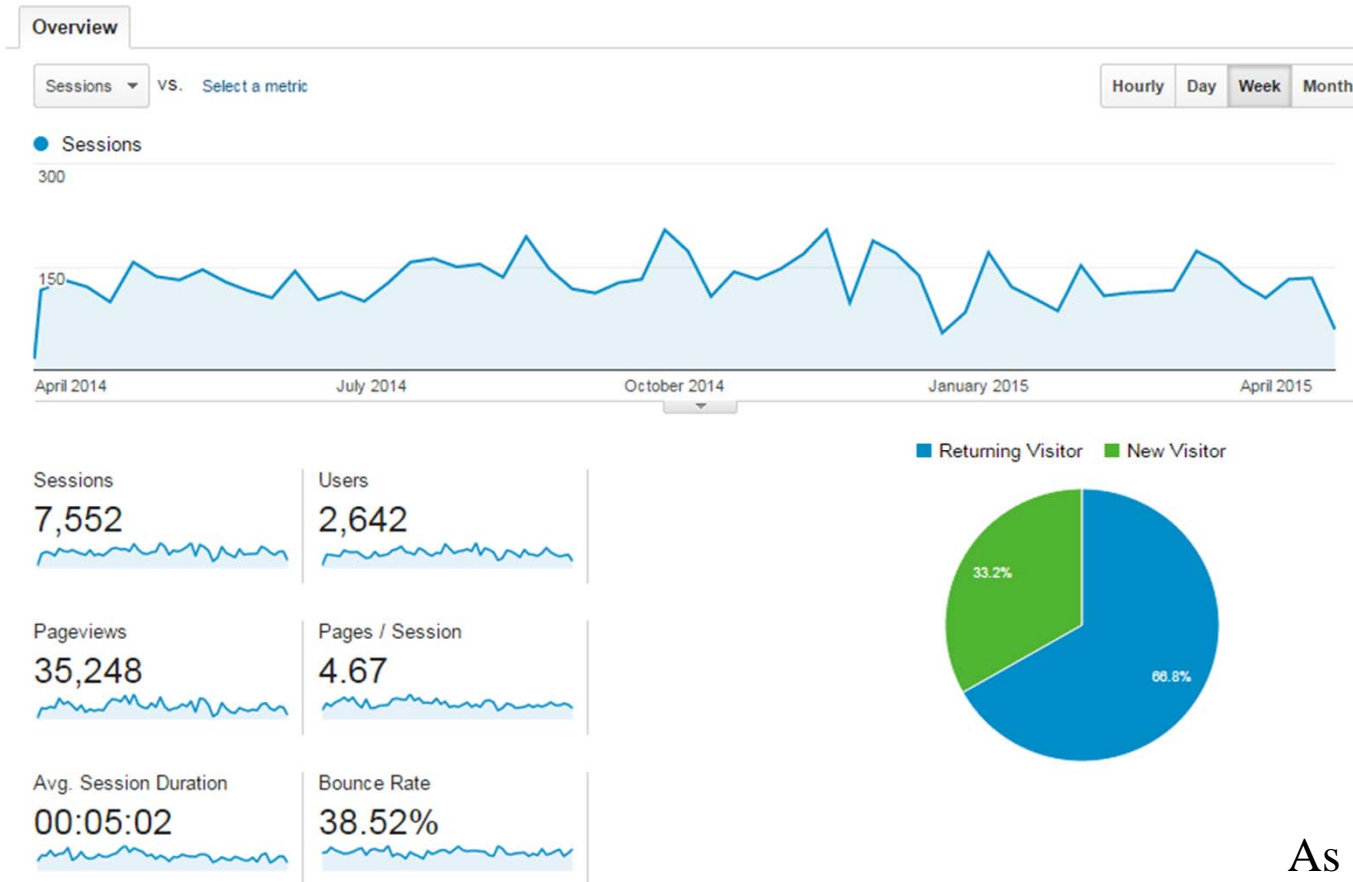 Overview
Sessions VS. Select a metric Hourly Day Week Month
Sessions
300
150
April 2014 July 2014 October 2014 January 2015 April 2015
Returning Visitor New Visitor
Sessions Users
7,552 2,642
33.2%
Pageviews Pages / Session
35,248 4.67
66.8%
Avg. Session Duration Bounce Rate
00:05:02 38.52%
As